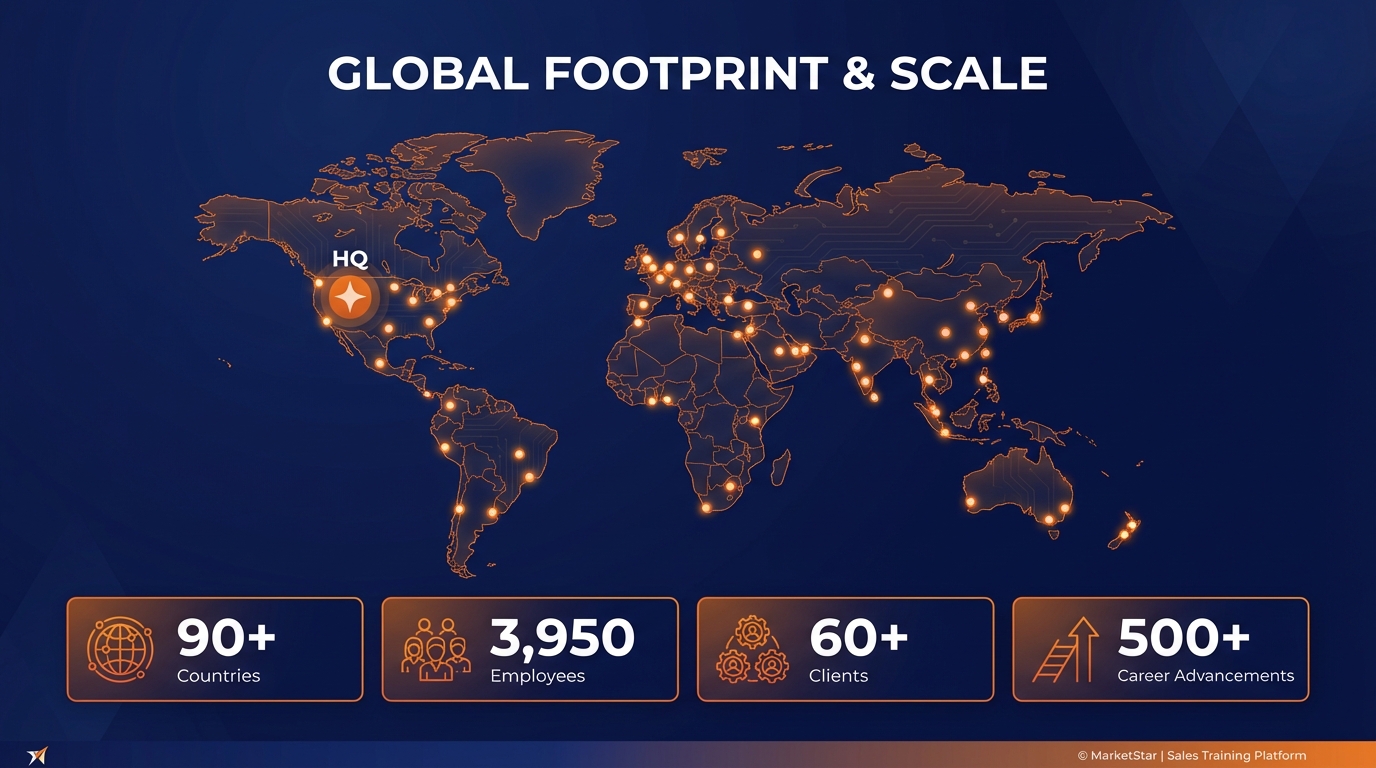 GLOBAL FOOTPRINT & SCALE
HQ
90+
Countries
3,950
Employees
60+
Clients
500+
Career Advancements
© MarketStar | Sales Training Platform